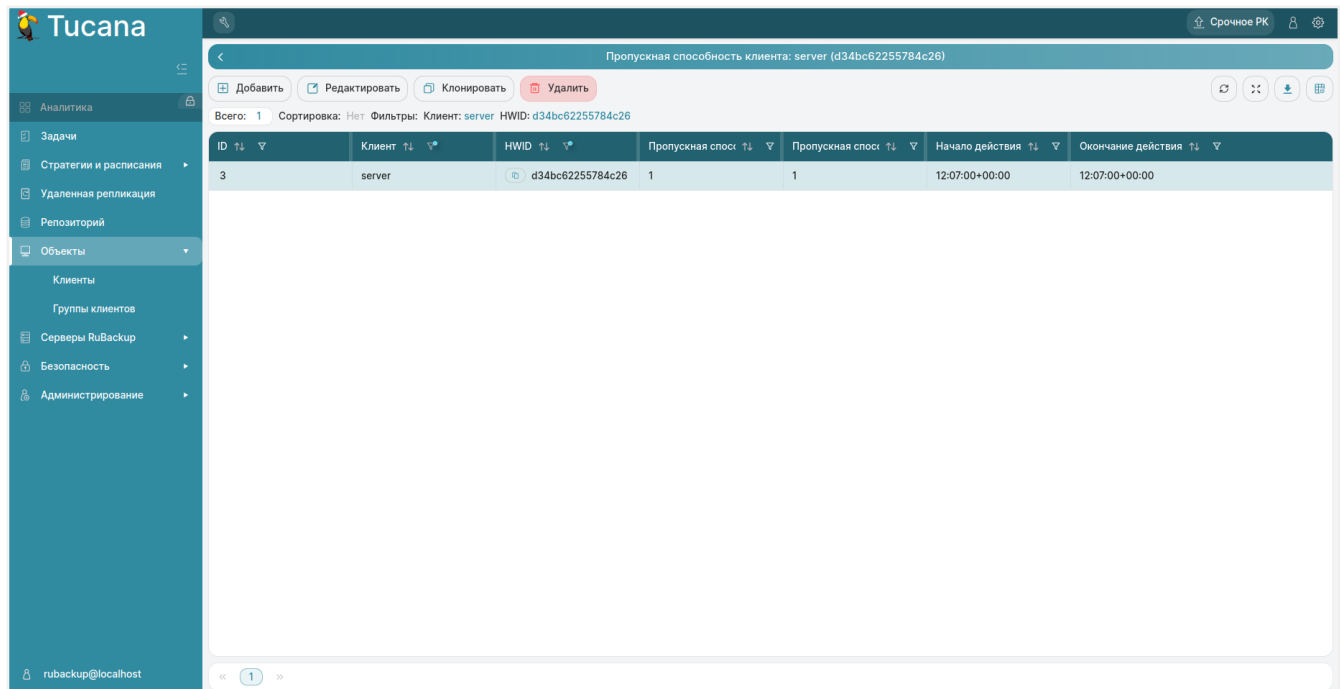 Tucana
Срочное РК
Пропускная способность клиента: server (d34bc62255784c26)
Добавить Редактировать Клонировать Удалить
Всего: 1 Сортировка: Нет Фильтры: Клиент: server HWID: d34bc62255784c26
ID Клиент HWID Пропускная спос Пропускная спос Начало действия Окончание действия
3 server d34bc62255784c26 1 1 12:07:00+00:00 12:07:00+00:00
Аналитика
Задачи
Стратегии и расписания
Удаленная репликация
Репозиторий
Объекты
Клиенты
Группы клиентов
Серверы RuBackup
Безопасность
Администрирование
rubackup@localhost
« 1 »